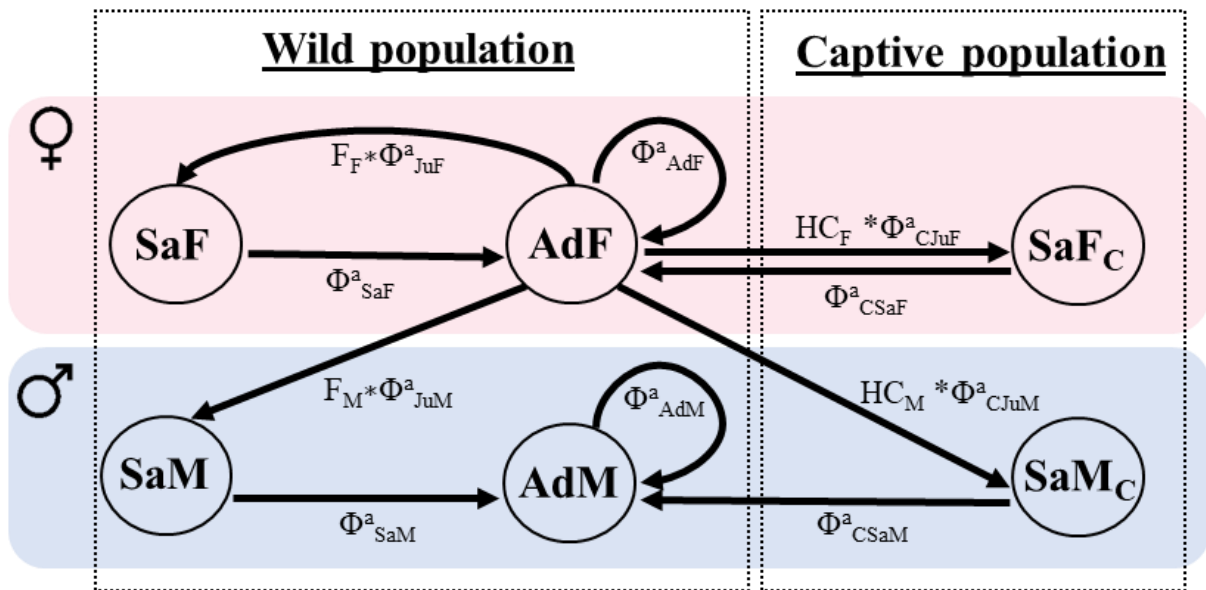 Wild population
Captive population
♀
F_F*Φ^a_JuF
Φ^a_AdF
SaF
AdF
HC_F *Φ^a_CJuF
SaF_C
Φ^a_SaF
Φ^a_CSaF
♂
F_M*Φ^a_JuM
Φ^a_AdM
HC_M *Φ^a_CJuM
SaM
AdM
SaM_C
Φ^a_SaM
Φ^a_CSaM